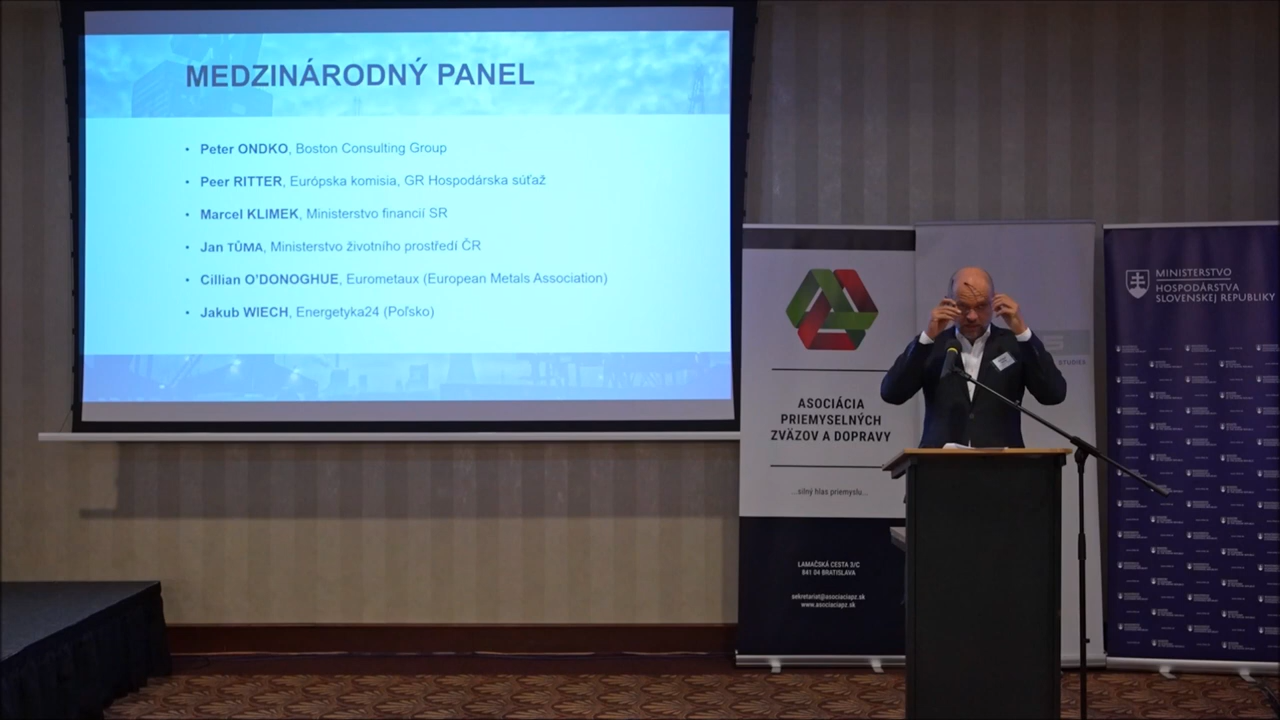 MEDZINÁRODNÝ PANEL
• Peter ONDKO, Boston Consulting Group
• Peer RITTER, Európska komisia, GR Hospodárska súťaž
• Marcel KLIMEK, Ministerstvo financií SR
• Jan TŮMA, Ministerstvo životního prostředí ČR
• Cillian O'DONOGHUE, Eurometaux (European Metals Association)
• Jakub WIECH, Energetyka24 (Poľsko)
ASOCIÁCIA
PRIEMYSELNÝCH
ZVÄZOV A DOPRAVY
...silný hlas priemyslu...
LAMAČSKÁ CESTA 3/C
841 04 BRATISLAVA
sekretariat@asociaciapz.sk
www.asociaciapz.sk
STUDIES
MINISTERSTVO
HOSPODÁRSTVA
SLOVENSKEJ REPUBLIKY